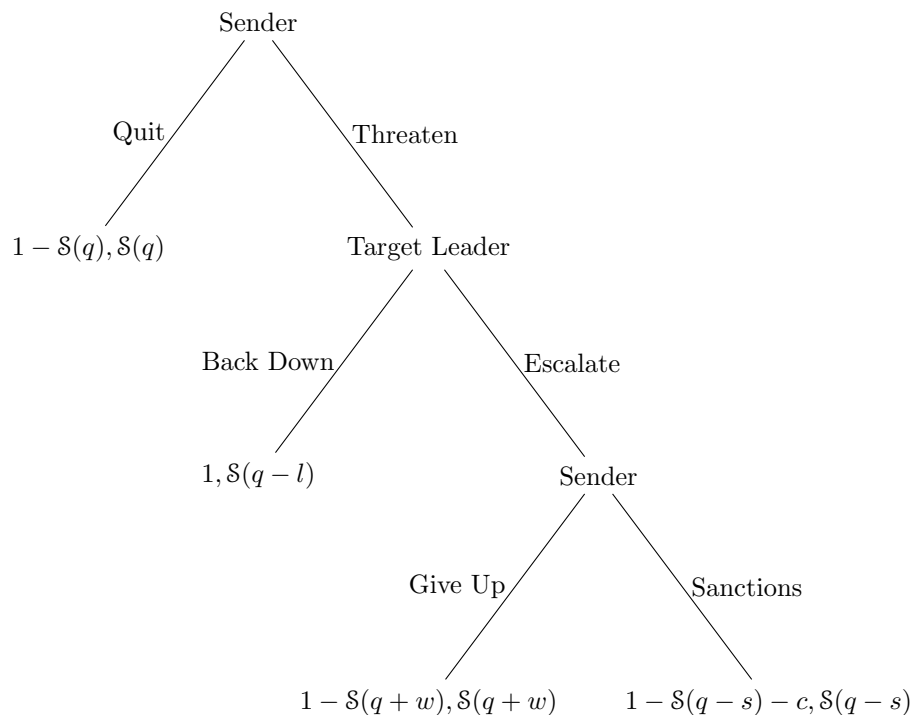 Sender
Quit
Threaten
1 − 𝒮(q), 𝒮(q)
Target Leader
Back Down
Escalate
1, 𝒮(q − l)
Sender
Give Up
Sanctions
1 − 𝒮(q + w), 𝒮(q + w)
1 − 𝒮(q − s) − c, 𝒮(q − s)